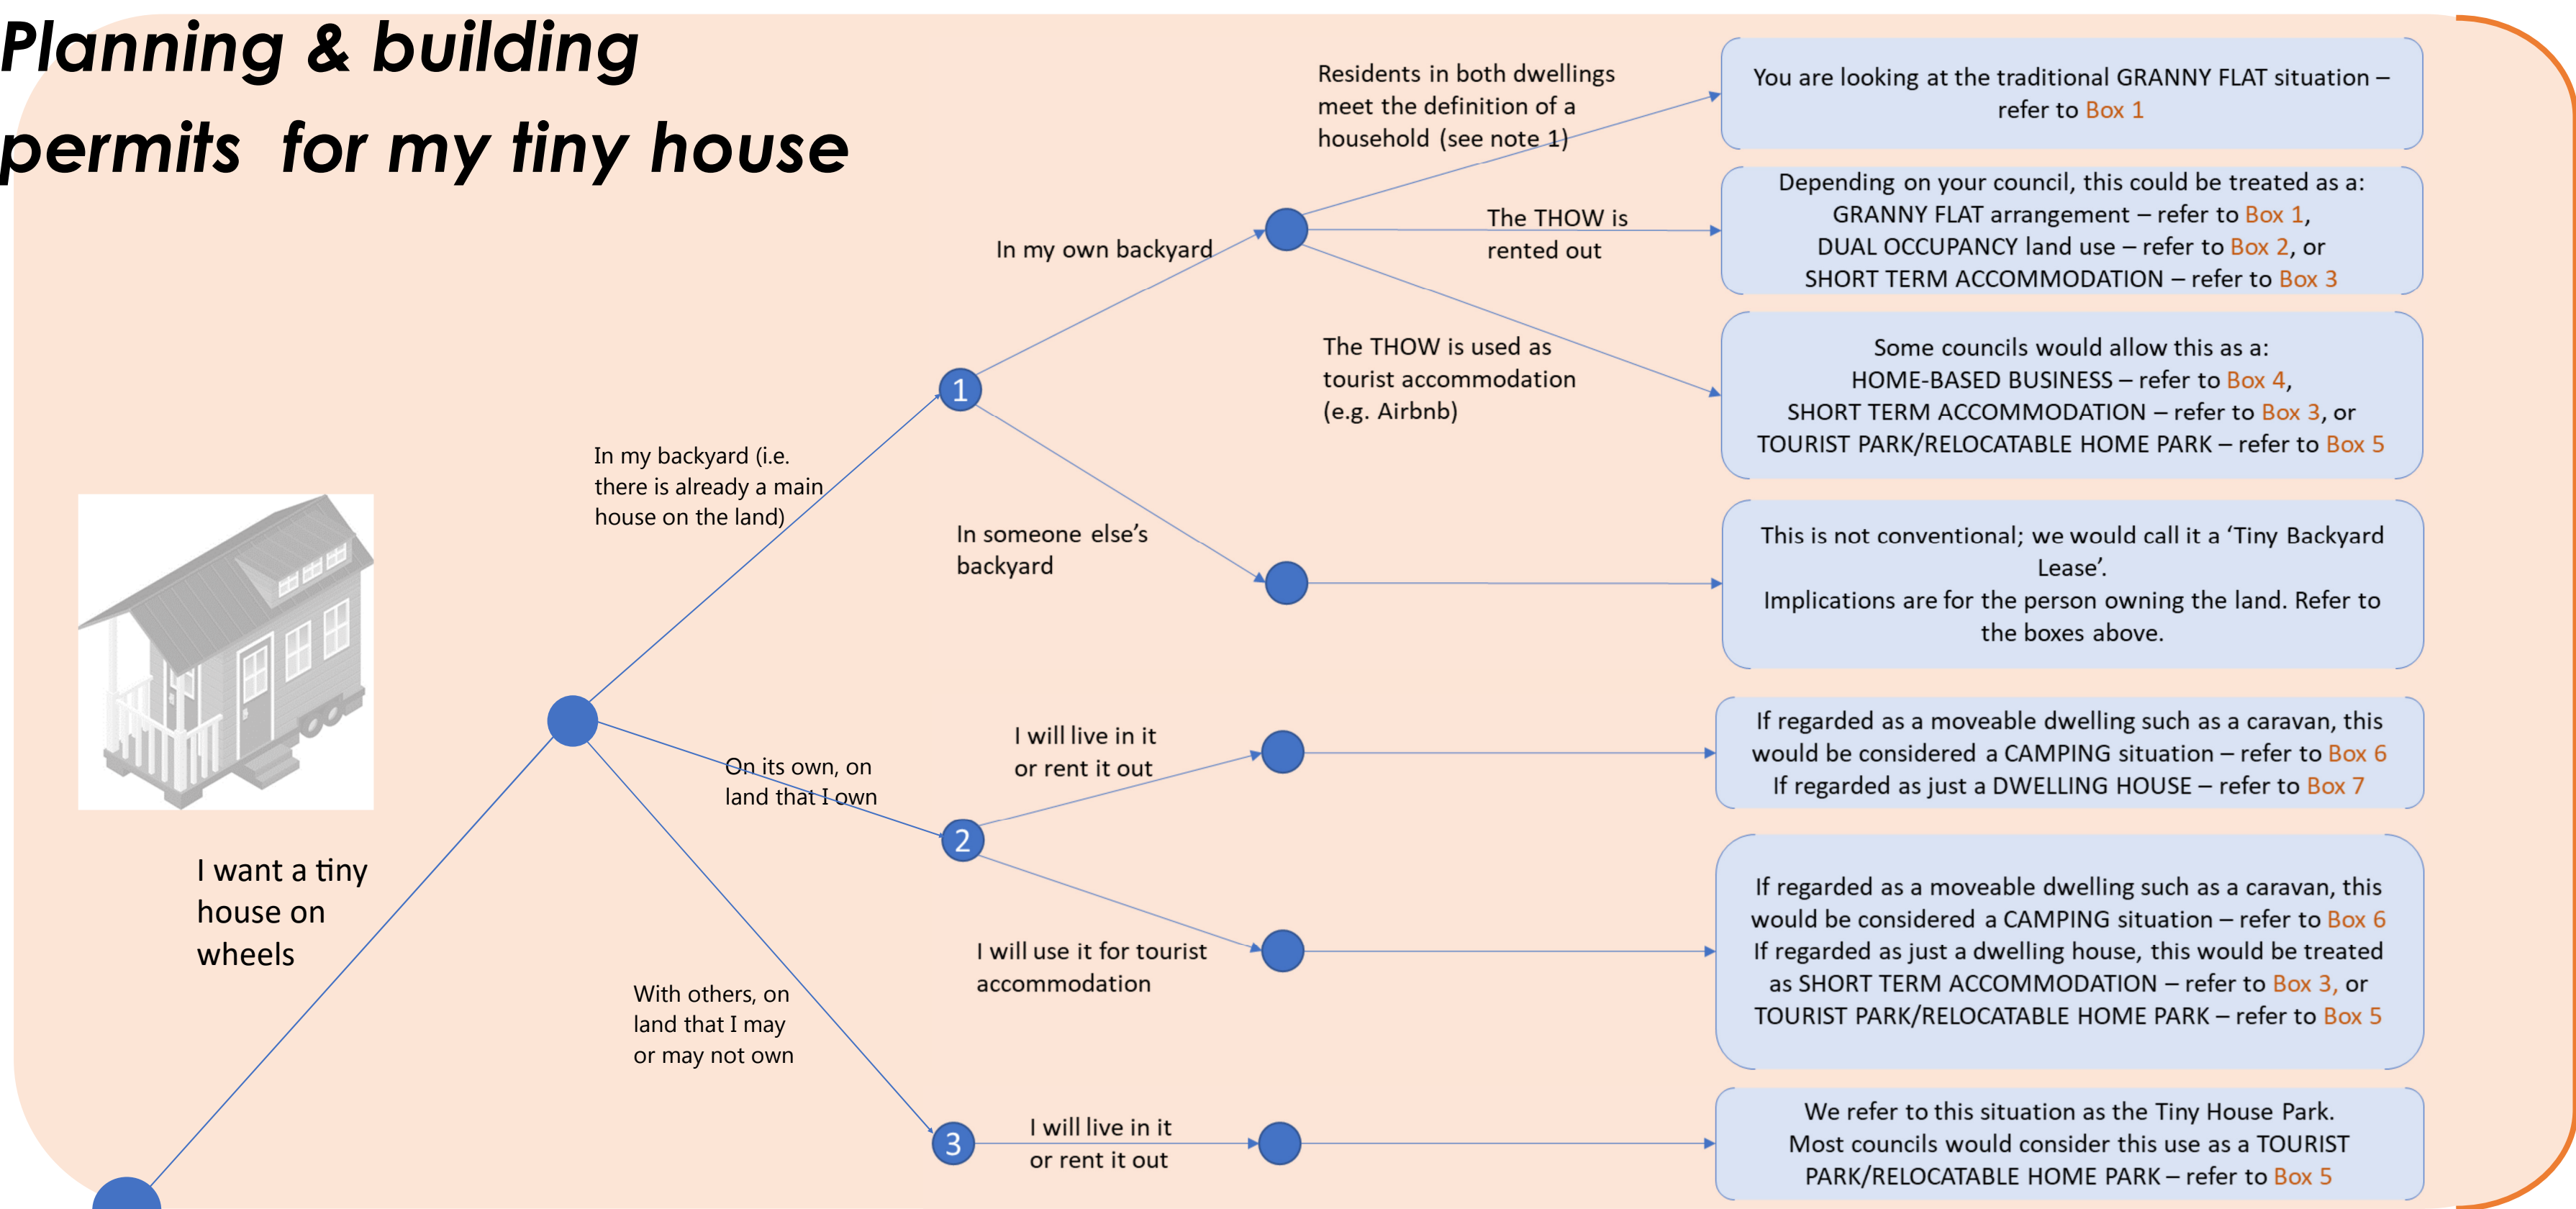 Planning & building
permits for my tiny house
I want a tiny
house on
wheels
In my backyard (i.e.
there is already a main
house on the land)
On its own, on
land that I own
With others, on
land that I may
or may not own
1
In my own backyard
In someone else’s
backyard
Residents in both dwellings
meet the definition of a
household (see note 1)
The THOW is
rented out
The THOW is used as
tourist accommodation
(e.g. Airbnb)
You are looking at the traditional GRANNY FLAT situation –
refer to Box 1
Depending on your council, this could be treated as a:
GRANNY FLAT arrangement – refer to Box 1,
DUAL OCCUPANCY land use – refer to Box 2, or
SHORT TERM ACCOMMODATION – refer to Box 3
Some councils would allow this as a:
HOME-BASED BUSINESS – refer to Box 4,
SHORT TERM ACCOMMODATION – refer to Box 3, or
TOURIST PARK/RELOCATABLE HOME PARK – refer to Box 5
This is not conventional; we would call it a ‘Tiny Backyard
Lease’.
Implications are for the person owning the land. Refer to
the boxes above.
2
I will live in it
or rent it out
I will use it for tourist
accommodation
If regarded as a moveable dwelling such as a caravan, this
would be considered a CAMPING situation – refer to Box 6
If regarded as just a DWELLING HOUSE – refer to Box 7
If regarded as a moveable dwelling such as a caravan, this
would be considered a CAMPING situation – refer to Box 6
If regarded as just a dwelling house, this would be treated
as SHORT TERM ACCOMMODATION – refer to Box 3, or
TOURIST PARK/RELOCATABLE HOME PARK – refer to Box 5
3
I will live in it
or rent it out
We refer to this situation as the Tiny House Park.
Most councils would consider this use as a TOURIST
PARK/RELOCATABLE HOME PARK – refer to Box 5